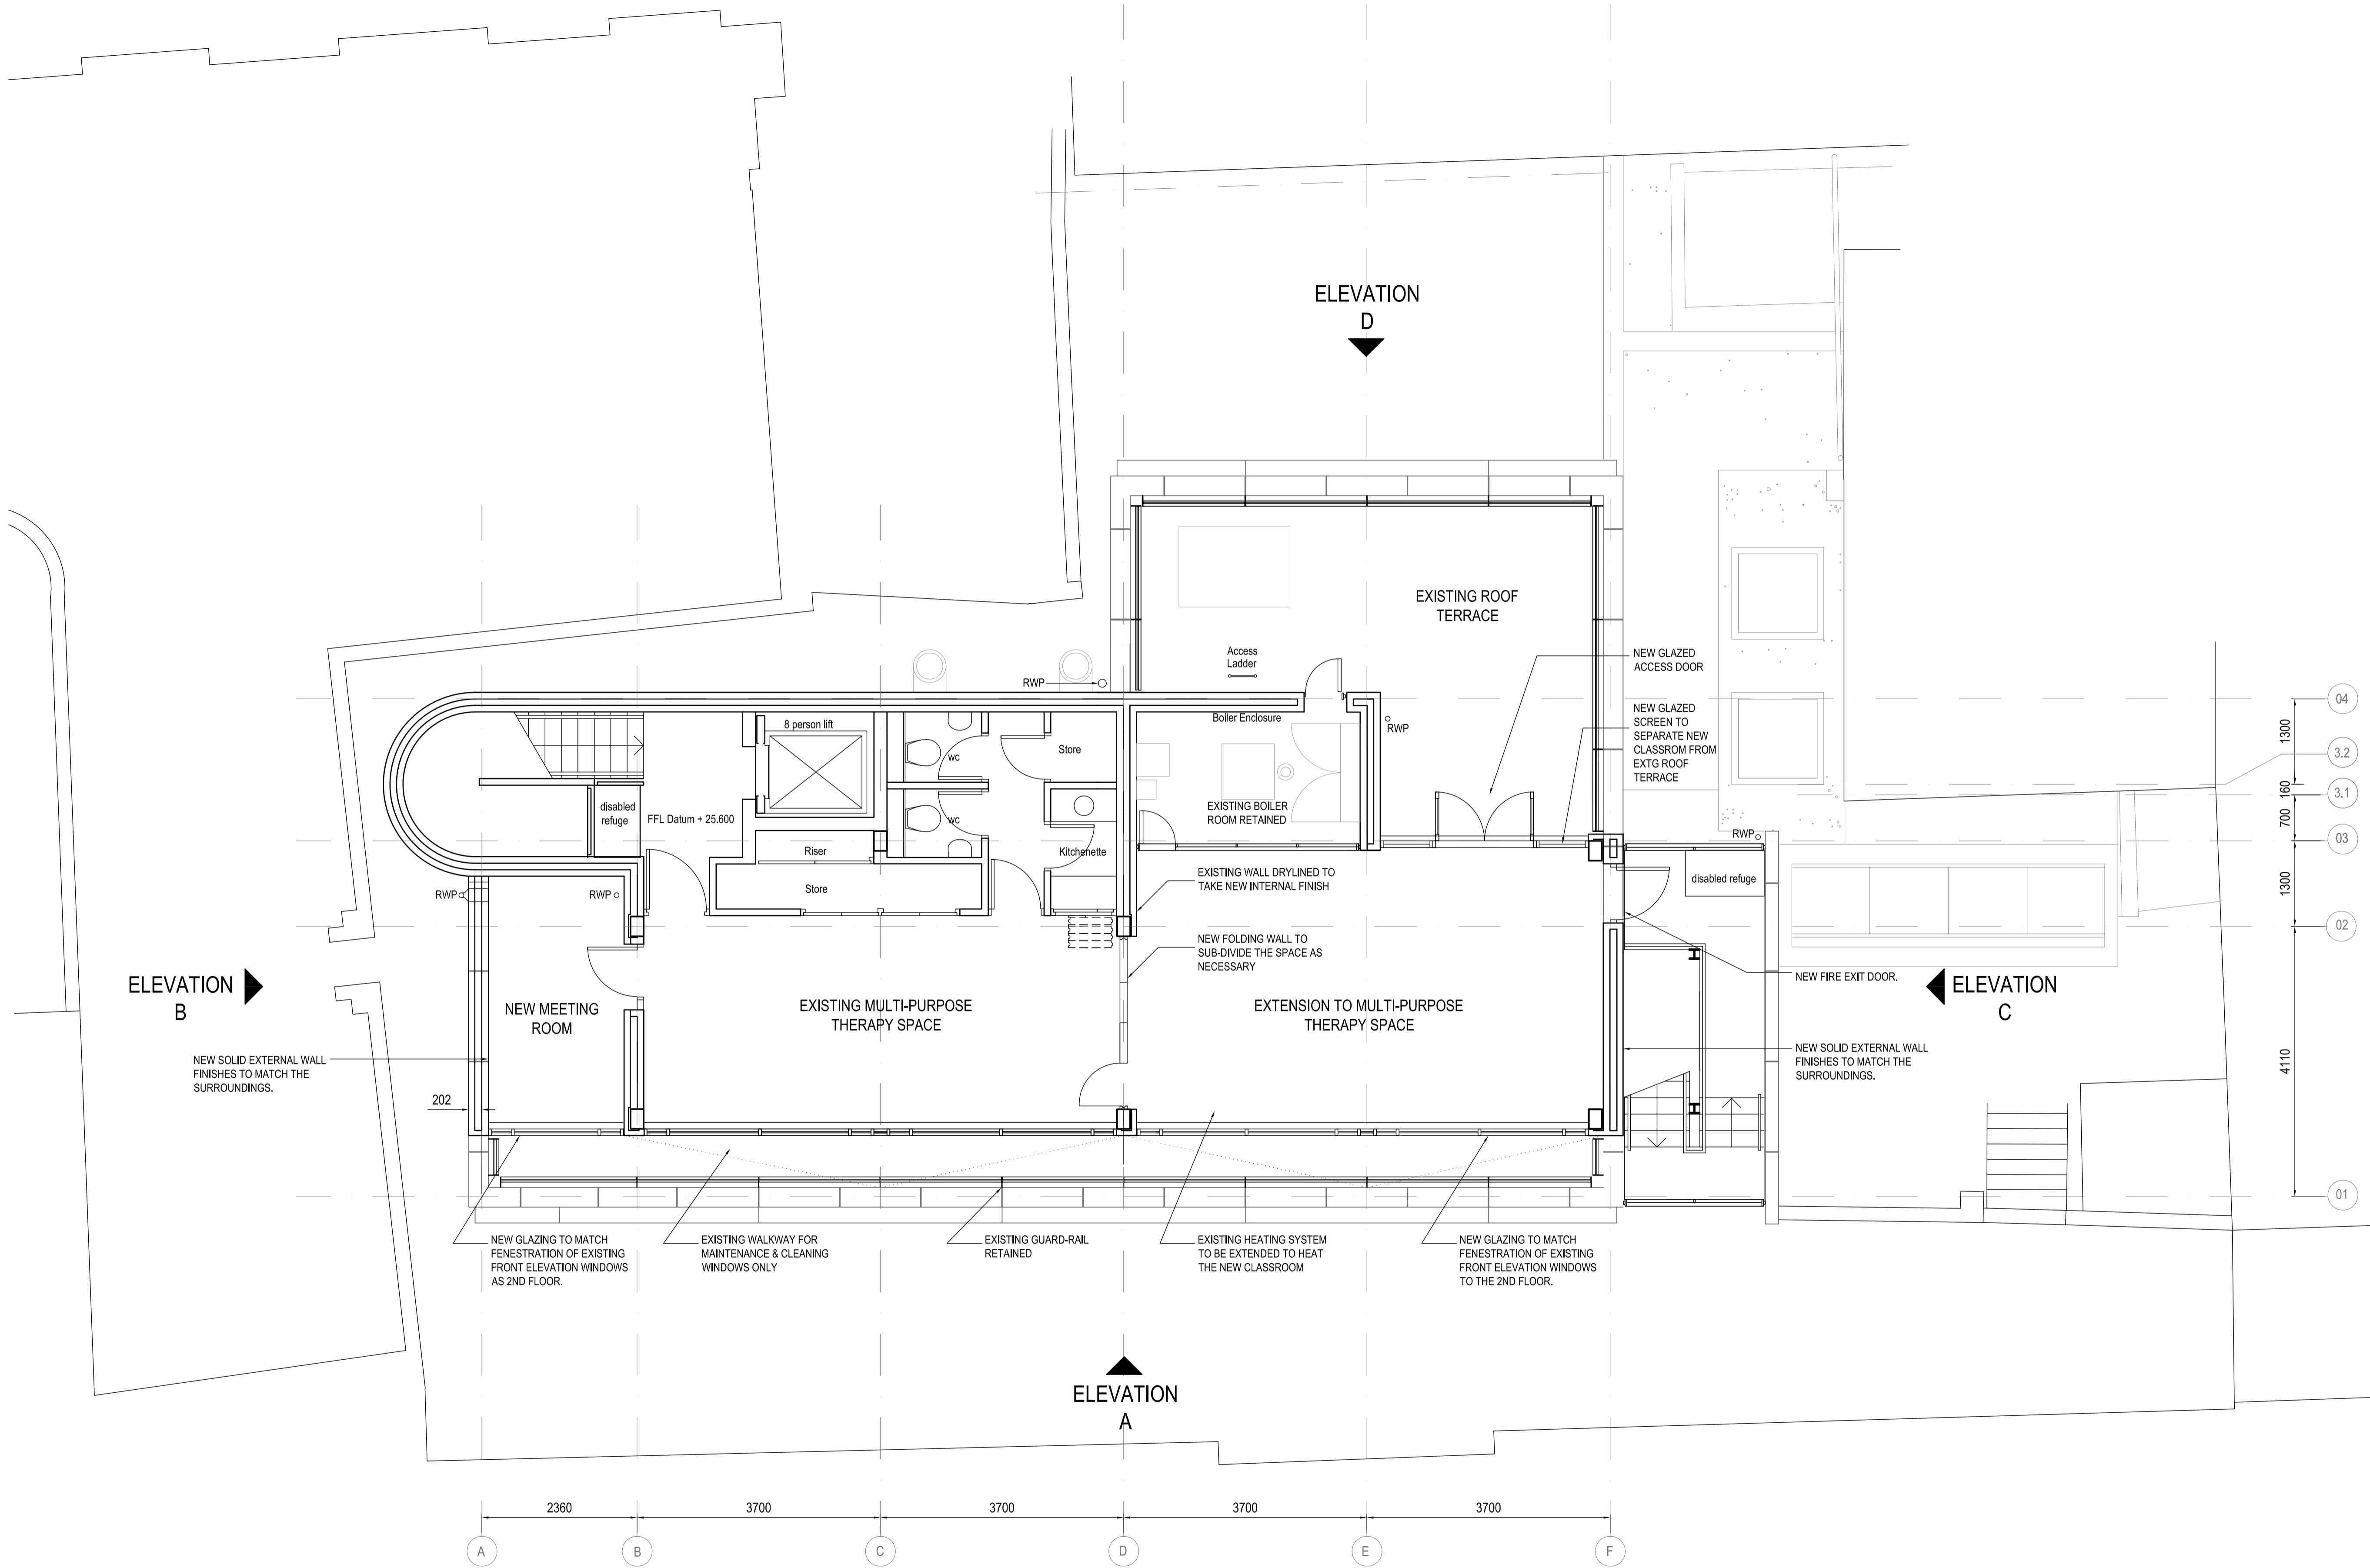 ELEVATION
D
EXISTING ROOF
TERRACE
Access
Ladder
RWP
NEW GLAZED
ACCESS DOOR
NEW GLAZED
SCREEN TO
SEPARATE NEW
CLASSROM FROM
EXTG ROOF
TERRACE
Boiler Enclosure
RWP
8 person lift
wc
Store
disabled
refuge
FFL Datum + 25.600
EXISTING BOILER
ROOM RETAINED
wc
Riser
Kitchenette
Store
RWP
RWP
RWP
disabled refuge
EXISTING WALL DRYLINED TO
TAKE NEW INTERNAL FINISH
NEW FOLDING WALL TO
SUB-DIVIDE THE SPACE AS
NECESSARY
NEW FIRE EXIT DOOR.
ELEVATION
B
ELEVATION
C
NEW MEETING
ROOM
EXISTING MULTI-PURPOSE
THERAPY SPACE
EXTENSION TO MULTI-PURPOSE
THERAPY SPACE
NEW SOLID EXTERNAL WALL
FINISHES TO MATCH THE
SURROUNDINGS.
NEW SOLID EXTERNAL WALL
FINISHES TO MATCH THE
SURROUNDINGS.
202
NEW GLAZING TO MATCH
FENESTRATION OF EXISTING
FRONT ELEVATION WINDOWS
AS 2ND FLOOR.
EXISTING WALKWAY FOR
MAINTENANCE & CLEANING
WINDOWS ONLY
EXISTING GUARD-RAIL
RETAINED
EXISTING HEATING SYSTEM
TO BE EXTENDED TO HEAT
THE NEW CLASSROOM
NEW GLAZING TO MATCH
FENESTRATION OF EXISTING
FRONT ELEVATION WINDOWS
TO THE 2ND FLOOR.
ELEVATION
A
04
1300
3.2
160
3.1
700
03
1300
02
4110
01
2360
3700
3700
3700
3700
A
B
C
D
E
F